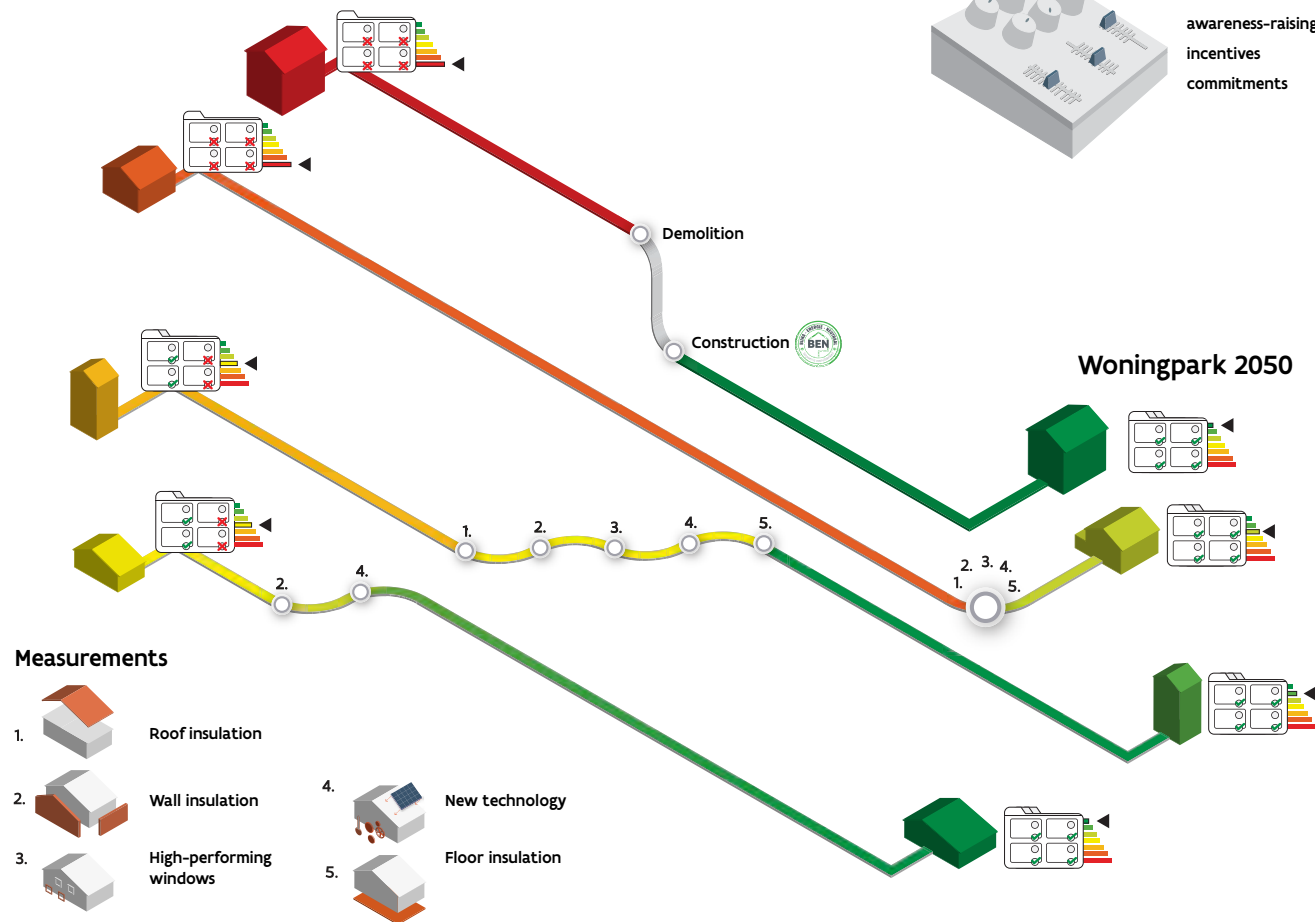 awareness-raising
incentives
commitments
Demolition
Construction
BEN
Woningpark 2050
1.
2.
3.
4.
5.
2.
4.
2. 3. 4.
1. 5.
Measurements
1. Roof insulation
2. Wall insulation
3. High-performing
windows
4. New technology
5. Floor insulation